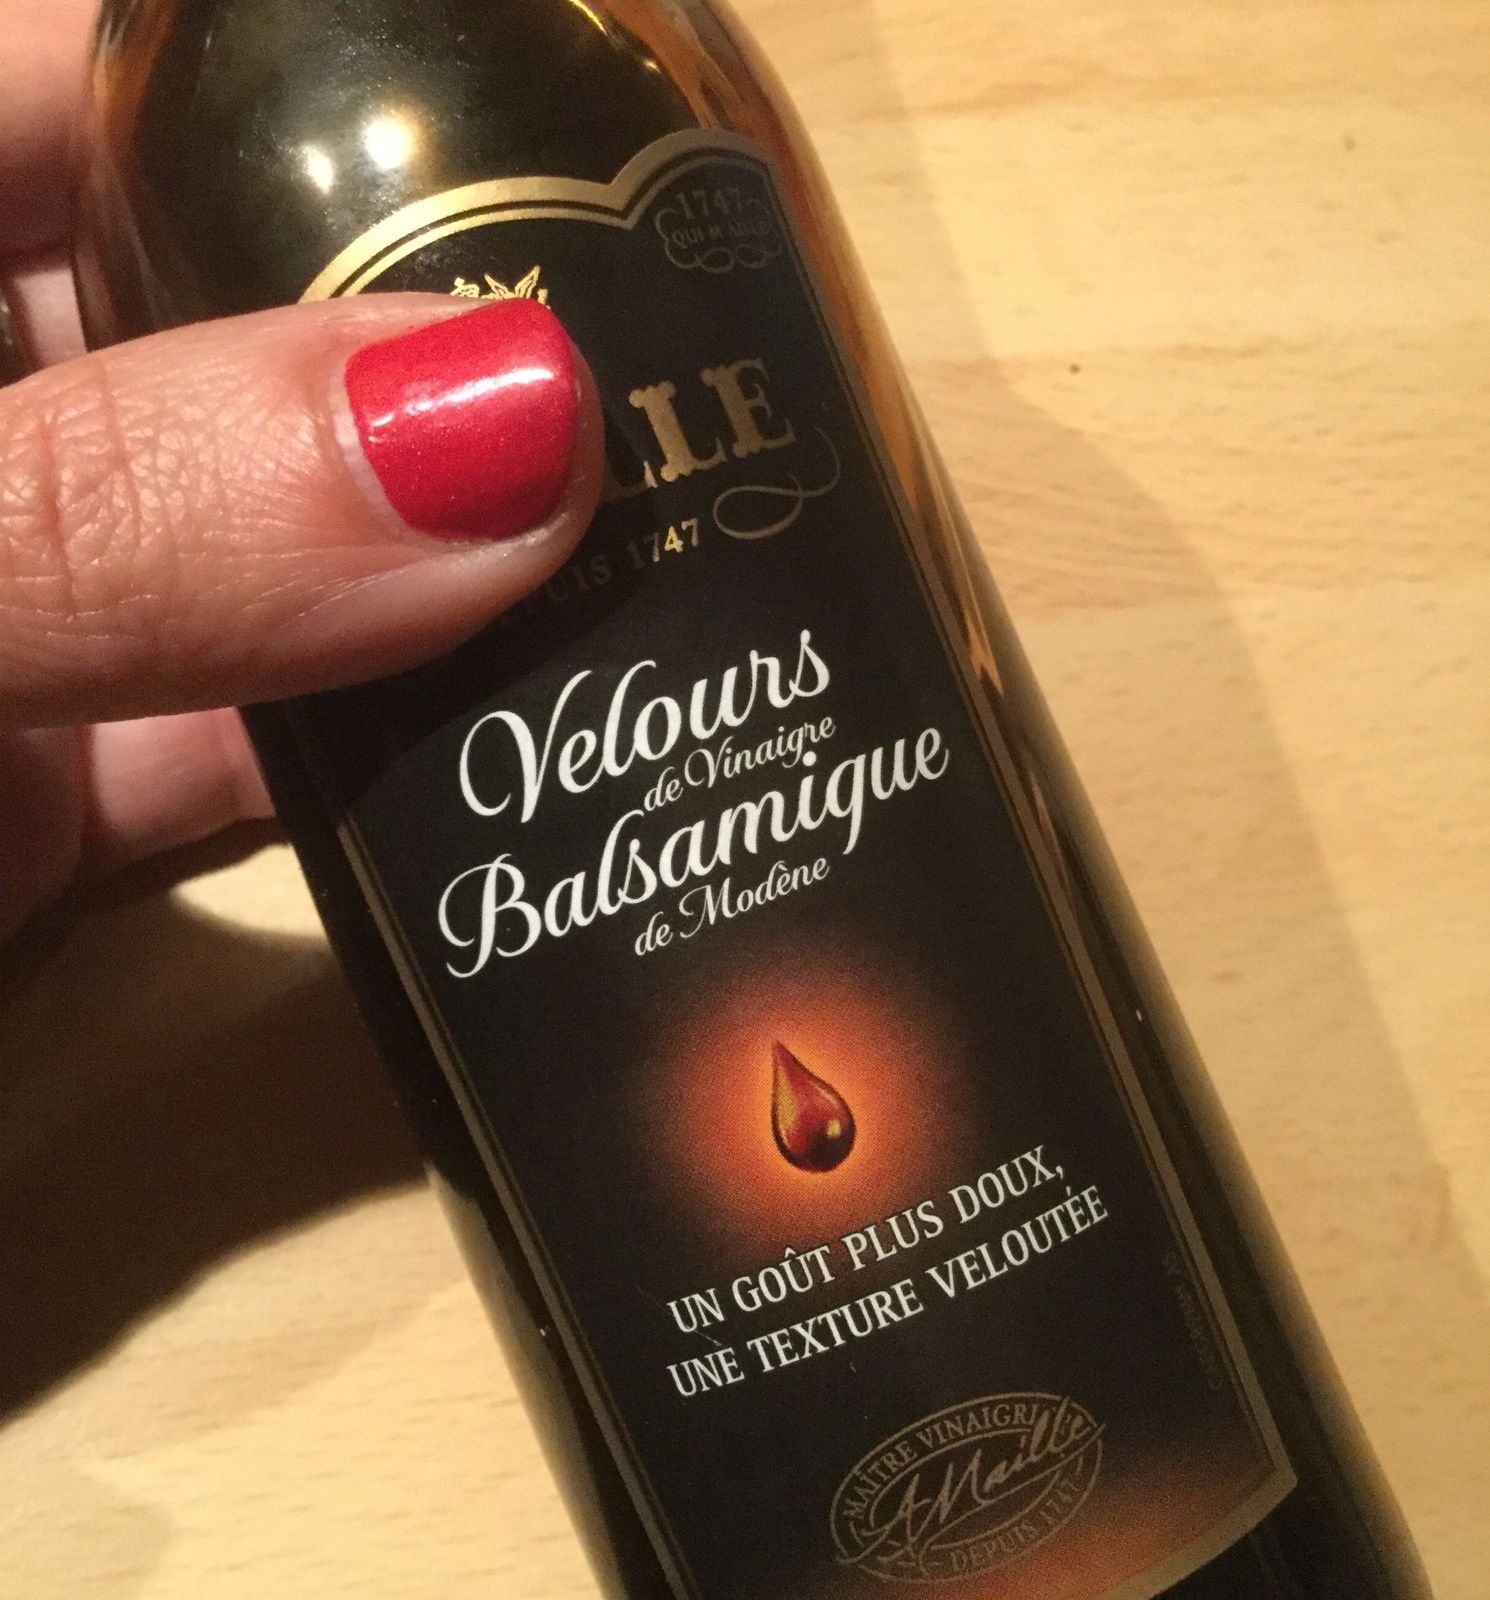 1747
QUI M'AILLE
LLE
PUIS 1747
Velours
de Vinaigre
Balsamique
de Modène
UN GOÛT PLUS DOUX,
UNE TEXTURE VELOUTÉE
MAÎTRE VINAIGRI
A Maille
DEPUIS 1747